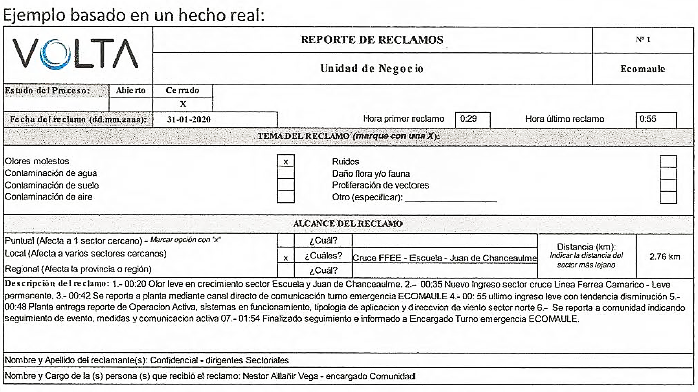 Ejemplo basado en un hecho real:
VOLTA
REPORTE DE RECLAMOS
Nº 1
Unidad de Negocio
Ecomaule
Estado del Proceso:
Abierto
Cerrado
X
Fecha del reclamo (dd.mm.aaaa):
31-01-2020
Hora primer reclamo
0:29
Hora último reclamo
0:55
TEMA DEL RECLAMO (marque con una X):
Olores molestos
x
Ruidos
Contaminación de agua
Daño flora y/o fauna
Contaminación de suelo
Proliferación de vectores
Contaminación de aire
Otro (especificar):
ALCANCE DEL RECLAMO
Puntual (Afecta a 1 sector cercano) - Marcar opción con "x"
¿Cuál?
Local (Afecta a varios sectores cercanos)
x
¿Cuáles?
Cruce FFEE - Escuela - Juan de Chanceaulme
Regional (Afecta la provincia o región)
¿Cuál?
Distancia (km):
Indicar la distancia del
sector más lejano
2.76 km
Descripción del reclamo: 1.- 00:20 Olor leve en crecimiento sector Escuela y Juan de Chanceaulme. 2.- 00:35 Nuevo Ingreso sector cruce Linea Ferrea Camarico - Leve
permanente. 3.- 00:42 Se reporta a planta mediante canal directo de comunicación turno emergencia ECOMAULE 4.- 00: 55 ultimo ingreso leve con tendencia disminución 5.-
00:48 Planta entrega reporte de Operacion Activa, sistemas en funcionamiento, tipologia de aplicacion y direccion de viento sector norte 6.- Se reporta a comunidad indicando
seguimiento de evento, medidas y comunicacion activa 07.- 01:54 Finalizado seguimiento e informado a Encargado Turno emergencia ECOMAULE.
Nombre y Apellido del reclamante(s): Confidencial - dirigentes Sectoriales
Nombre y Cargo de la (s) persona (s) que recibió el reclamo: Nestor Altañir Vega - encargado Comunidad